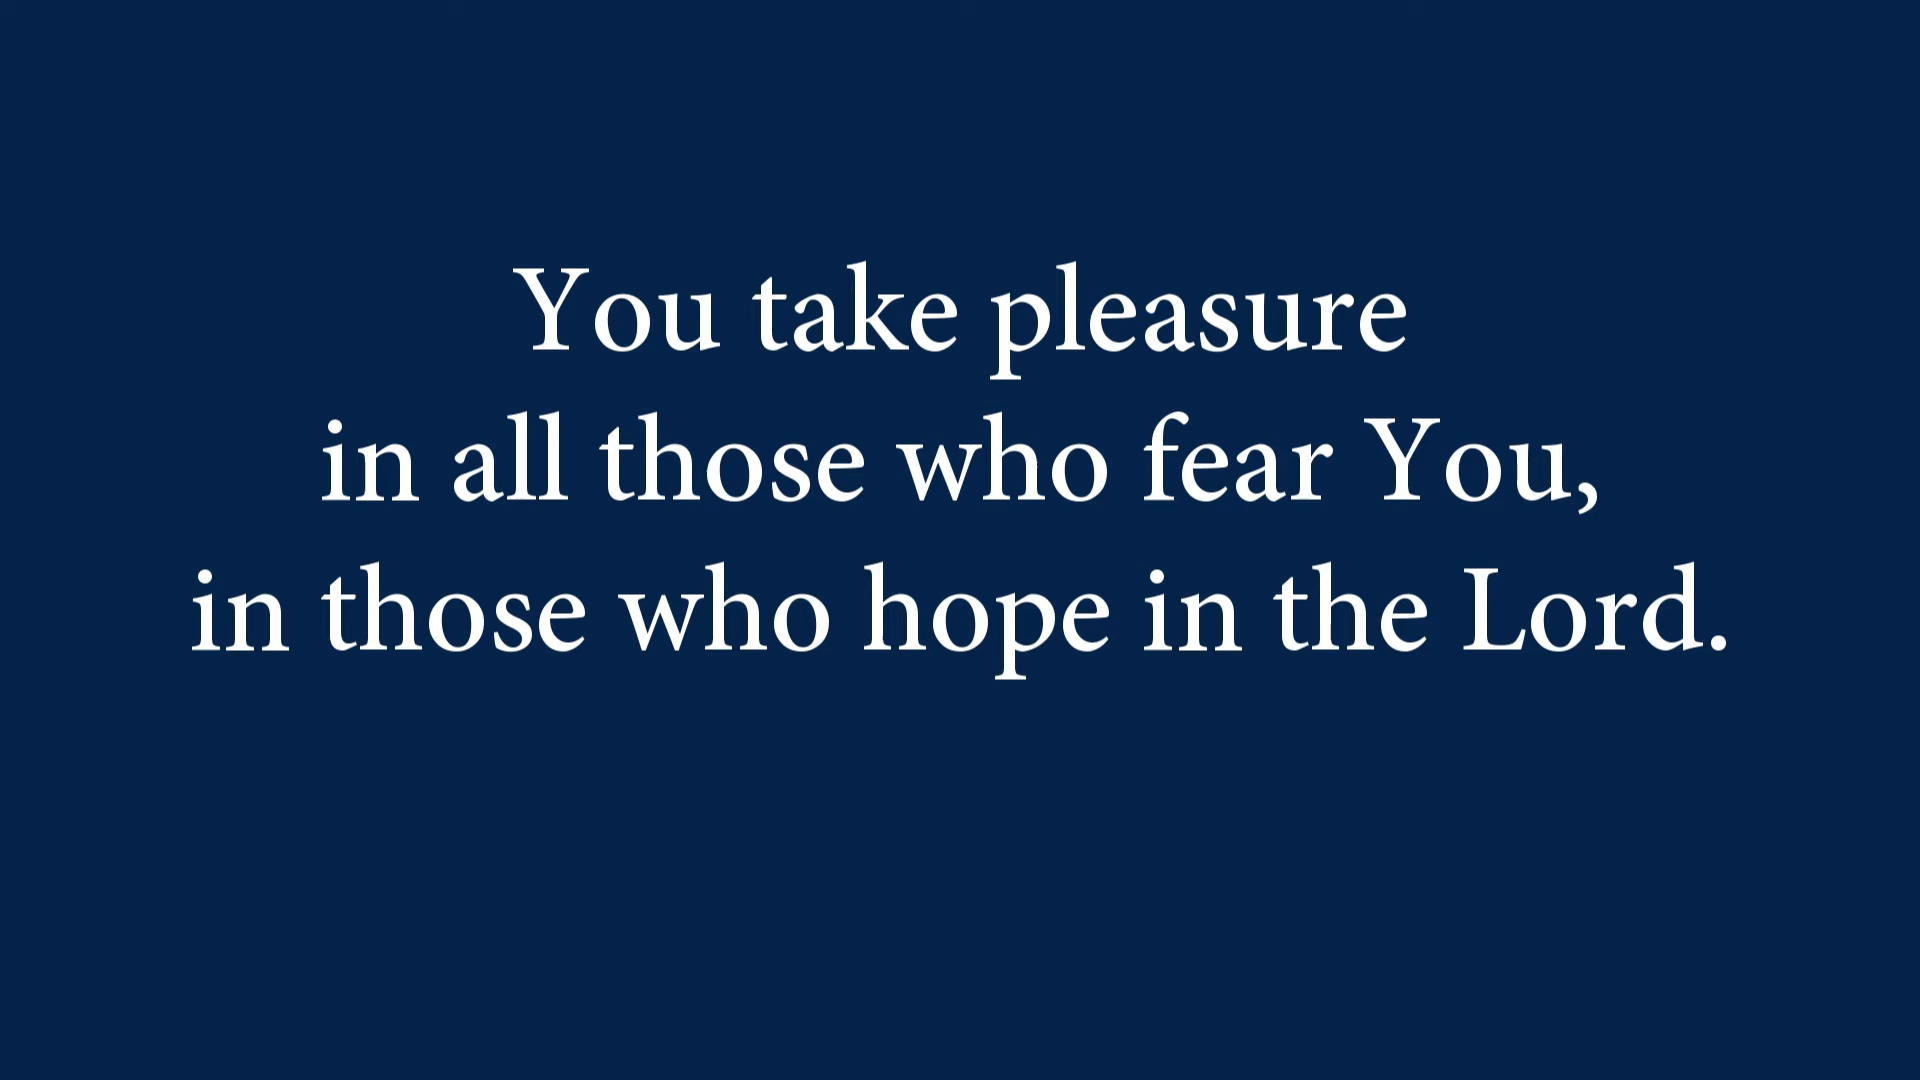 You take pleasure
in all those who fear You,
in those who hope in the Lord.